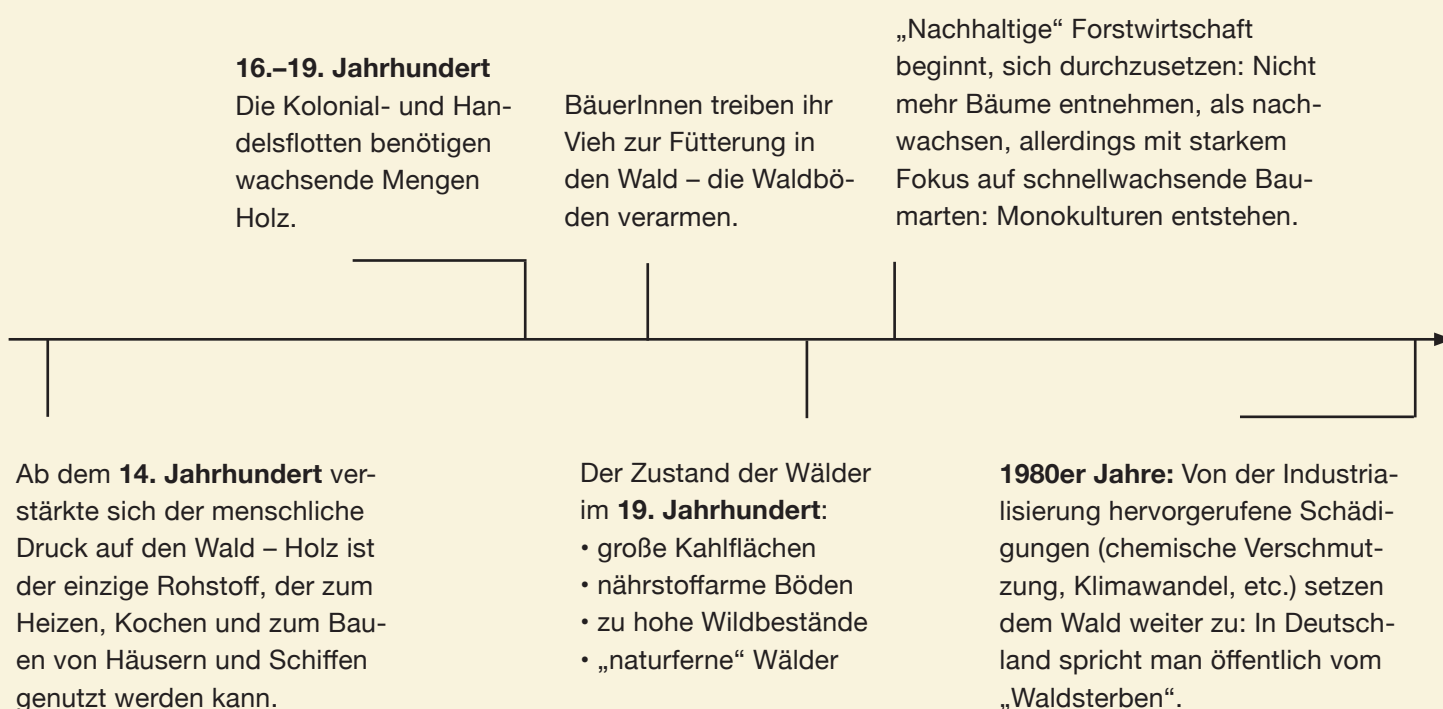 16.–19. Jahrhundert
Die Kolonial- und Han-
delsflotten benötigen
wachsende Mengen
Holz.
BäuerInnen treiben ihr
Vieh zur Fütterung in
den Wald – die Waldbö-
den verarmen.
„Nachhaltige“ Forstwirtschaft
beginnt, sich durchzusetzen: Nicht
mehr Bäume entnehmen, als nach-
wachsen, allerdings mit starkem
Fokus auf schnellwachsende Bau-
marten: Monokulturen entstehen.
Ab dem 14. Jahrhundert ver-
stärkte sich der menschliche
Druck auf den Wald – Holz ist
der einzige Rohstoff, der zum
Heizen, Kochen und zum Bau-
en von Häusern und Schiffen
genutzt werden kann.
Der Zustand der Wälder
im 19. Jahrhundert:
• große Kahlflächen
• nährstoffarme Böden
• zu hohe Wildbestände
• „naturferne“ Wälder
1980er Jahre: Von der Industria-
lisierung hervorgerufene Schädi-
gungen (chemische Verschmut-
zung, Klimawandel, etc.) setzen
dem Wald weiter zu: In Deutsch-
land spricht man öffentlich vom
„Waldsterben“.